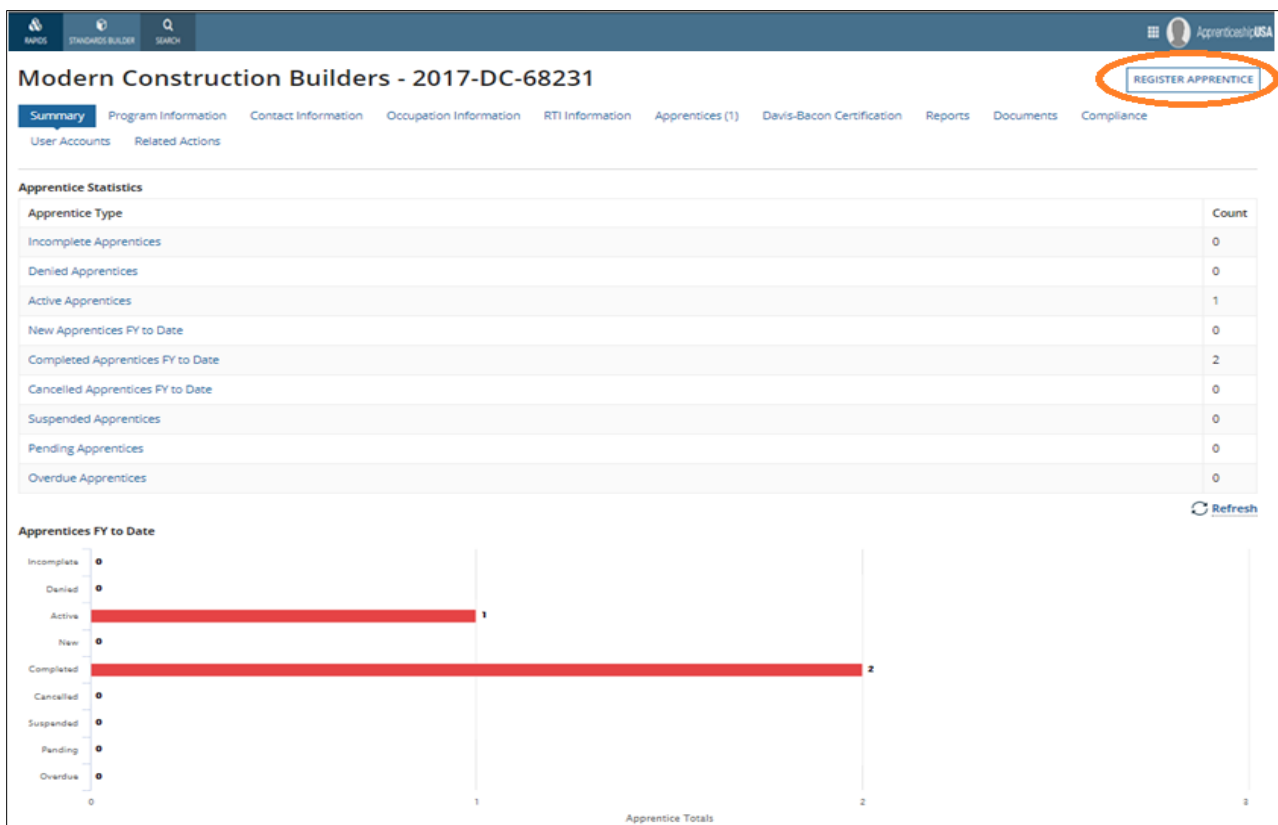 RAPIDS STANDARDS BUILDER SEARCH ApprenticeshipUSA
Modern Construction Builders - 2017-DC-68231 REGISTER APPRENTICE
Summary Program Information Contact Information Occupation Information RTI Information Apprentices (1) Davis-Bacon Certification Reports Documents Compliance
User Accounts Related Actions
Apprentice Statistics
Apprentice Type Count
Incomplete Apprentices 0
Denied Apprentices 0
Active Apprentices 1
New Apprentices FY to Date 0
Completed Apprentices FY to Date 2
Cancelled Apprentices FY to Date 0
Suspended Apprentices 0
Pending Apprentices 0
Overdue Apprentices 0
Refresh
Apprentices FY to Date
Incomplete 0
Denied 0
Active 1
New 0
Completed 2
Cancelled 0
Suspended 0
Pending 0
Overdue 0
0 1 2 3
Apprentice Totals